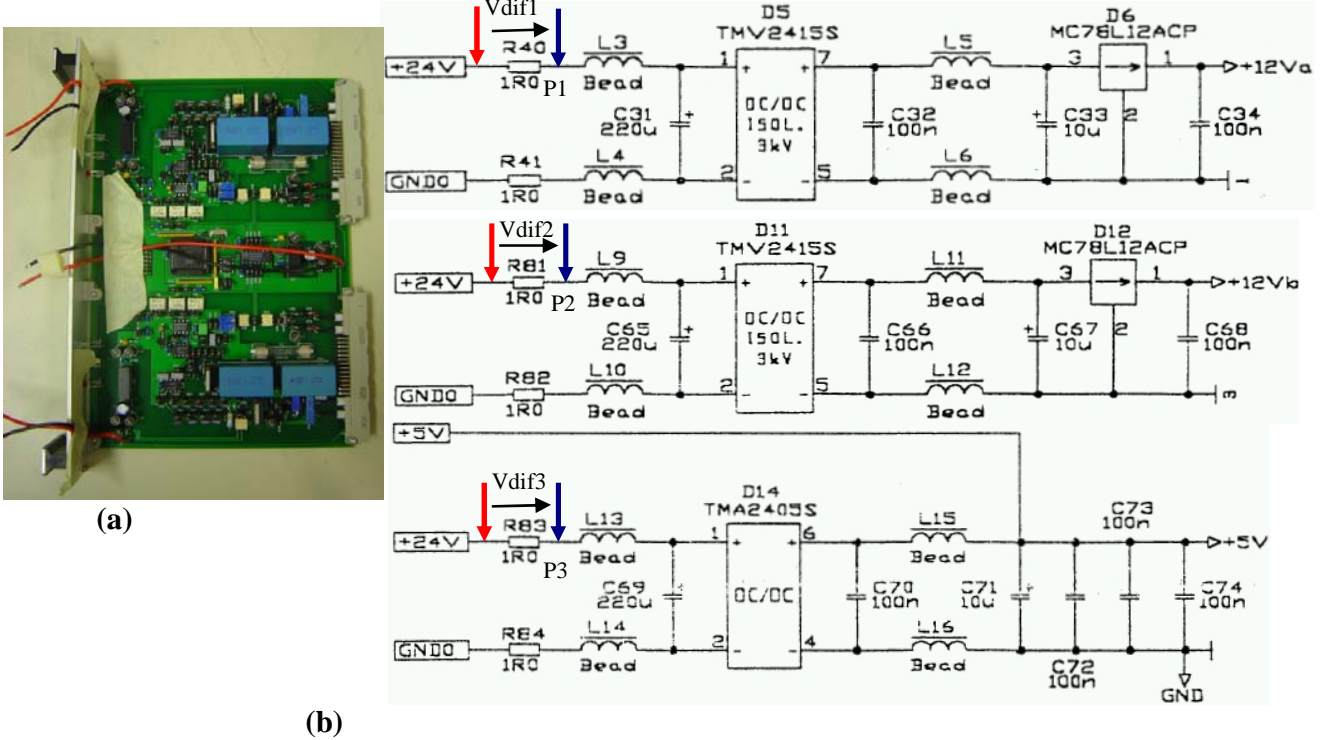 Vdif1
+24V
R40
1R0
P1
L3
Bead
C31
220u
+
GND0
R41
1R0
L4
Bead
D5
TMV2415S
1
7
+
+
DC/DC
ISOL.
3kV
2
5
-
-
C32
100n
L5
Bead
L6
Bead
C33
10u
+
D6
MC78L12ACP
3
1
2
C34
100n
+12Va
1
Vdif2
+24V
R81
1R0
P2
L9
Bead
C65
220u
+
GND0
R82
1R0
L10
Bead
D11
TMV2415S
1
7
+
+
DC/DC
ISOL.
3kV
2
5
-
-
C66
100n
L11
Bead
L12
Bead
C67
10u
+
D12
MC78L12ACP
3
1
2
C68
100n
+12Vb
3
+5V
Vdif3
+24V
R83
1R0
P3
L13
Bead
C69
220u
GND0
R84
1R0
L14
Bead
D14
TMA2405S
1
6
+
+
DC/DC
2
4
-
-
C70
100n
L15
Bead
L16
Bead
C71
10u
+
C72
100n
C73
100n
C74
100n
+5V
GND
(a)
(b)